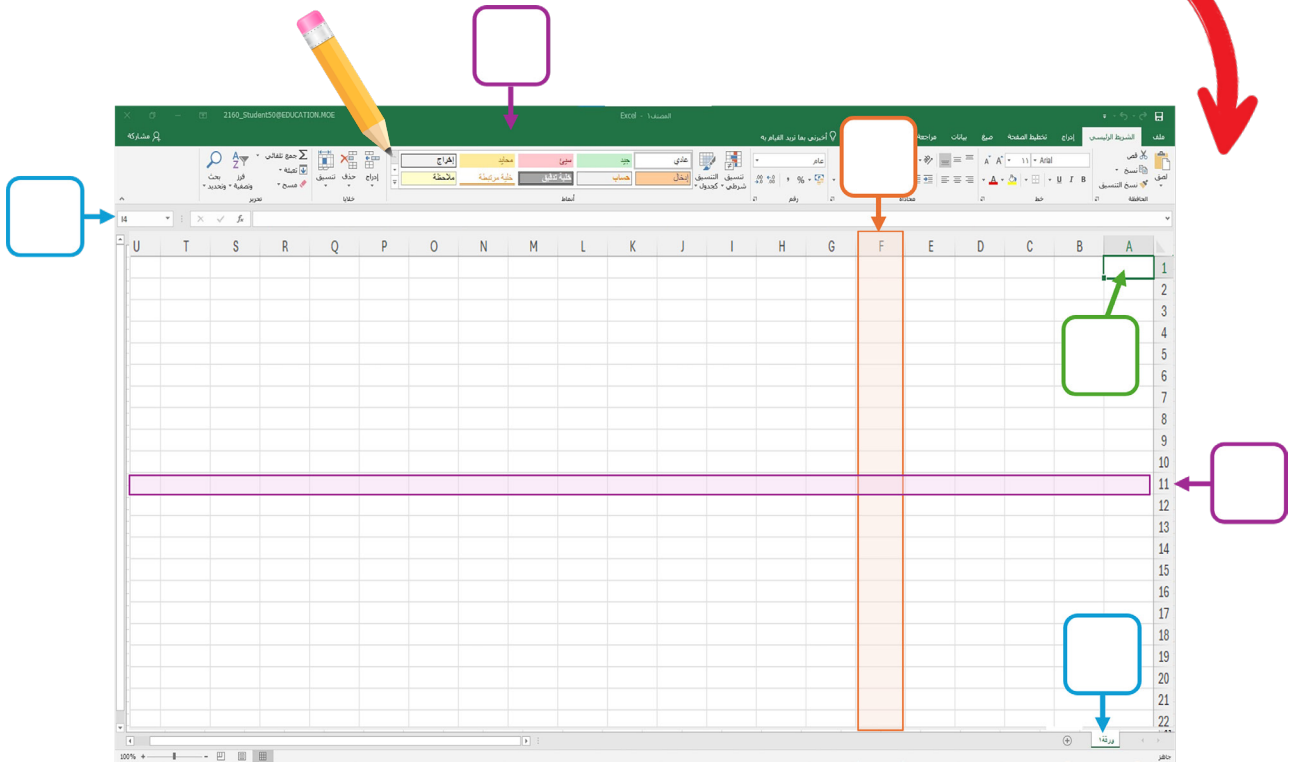 المصنف١ - Excel
2160_Student50@EDUCATION.MOE
ملف الشريط الرئيسي إدراج تخطيط الصفحة صيغ بيانات مراجعة أخبرني بما تريد القيام به مشاركة
لصق
قص
نسخ
نسخ التنسيق
الحافظة
Arial ١١ A A
B I U A
خط
محاذاة
عام
%
رقم
تنسيق شرطي
التنسيق كجدول
عادي جيد سيئ محايد إخراج
إدخال حساب خلية تدقيق خلية مرتبطة ملاحظة
أنماط
إدراج حذف تنسيق
خلايا
جمع تلقائي
تعبئة
مسح
فرز وتصفية
بحث وتحديد
تحرير
I4 fx
A B C D E F G H I J K L M N O P Q R S T U
1
2
3
4
5
6
7
8
9
10
11
12
13
14
15
16
17
18
19
20
21
22
ورقة١
جاهز
100%